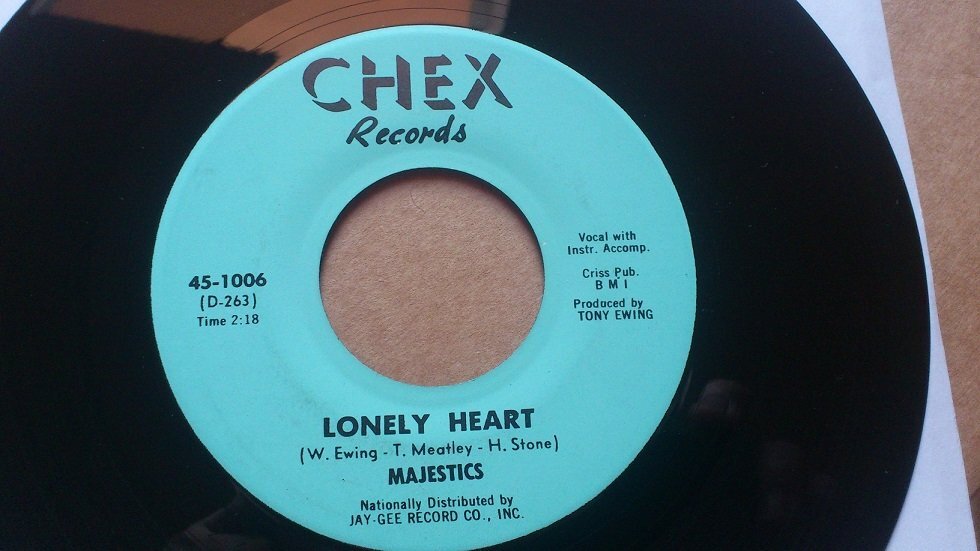 CHEX
Records
45-1006
(D-263)
Time 2:18
Vocal with
Instr. Accomp.
Criss Pub.
B M I
Produced by
TONY EWING
LONELY HEART
(W. Ewing - T. Meatley - H. Stone)
MAJESTICS
Nationally Distributed by
JAY-GEE RECORD CO., INC.